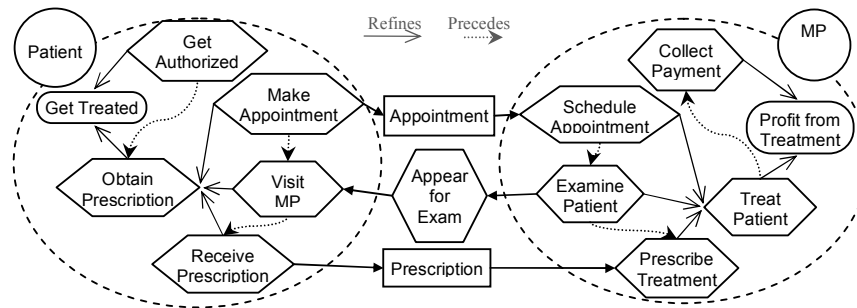 Refines
Precedes
Patient
Get
Authorized
Get Treated
Make
Appointment
Obtain
Prescription
Visit
MP
Receive
Prescription
Appointment
Appear
for
Exam
Prescription
MP
Collect
Payment
Schedule
Appointment
Profit from
Treatment
Examine
Patient
Treat
Patient
Prescribe
Treatment